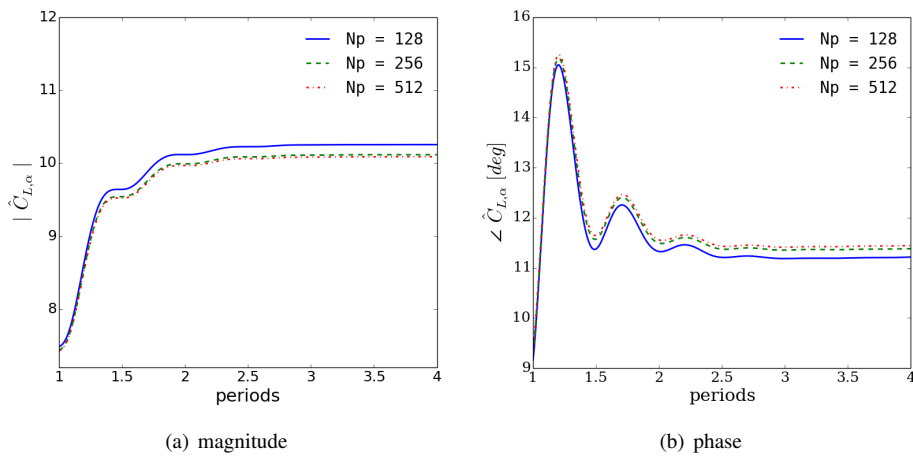 12
11
10
9
8
| Ĉ_{L,α} |
1 1.5 2 2.5 3 3.5 4
periods
Np = 128
Np = 256
Np = 512
(a) magnitude
16
15
14
13
12
11
10
9
∠ Ĉ_{L,α} [deg]
1 1.5 2 2.5 3 3.5 4
periods
Np = 128
Np = 256
Np = 512
(b) phase